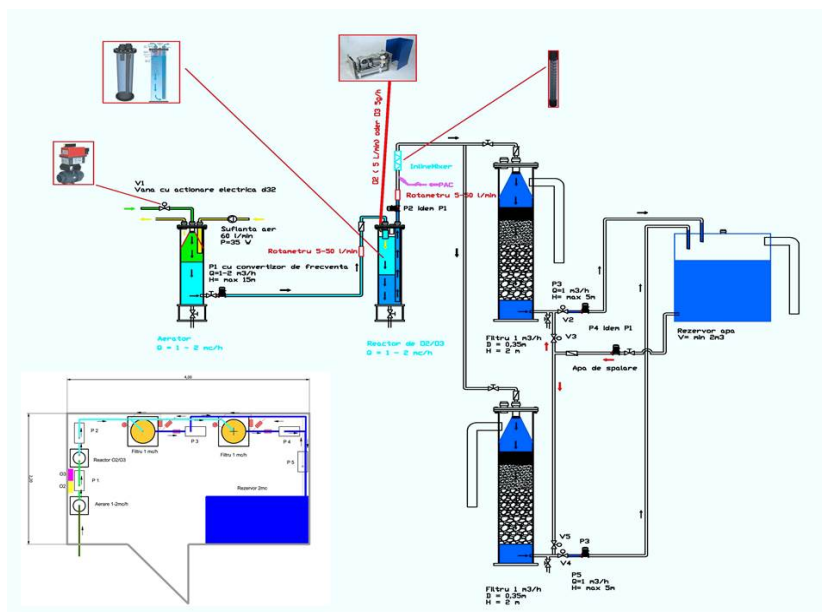 V1
Vana cu actionare electrica d32
Suflanta aer
60 l/min
P=35 W
Rotametru 5-50 l/min
P1 cu convertizor de frecventa
Q=1-2 m3/h
H= max 15m
Aerator
Q = 1 - 2 mc/h
O2 ( 5 L/min) oder O3 5g/h
InlineMixer
PAC
Rotametru 5-50 l/min
P2 Idem P1
Reactor de O2/O3
Q = 1 - 2 mc/h
P3
Q=1 m3/h
H= max 5m
V2
P4 Idem P1
V3
Filtru 1 m3/h
D = 0,35m
H = 2 m
Apa de spalare
Rezervor apa
V= min 2m3
V5
V4
P3
P5
Q=1 m3/h
H= max 5m
Filtru 1 m3/h
D = 0,35m
H = 2 m
P 2
Reactor O2/O3
O3
O2
P 1
Aerare 1-2mc/h
Filtru 1 mc/h
P 3
Filtru 1 mc/h
P 4
P 5
Rezervor 2mc